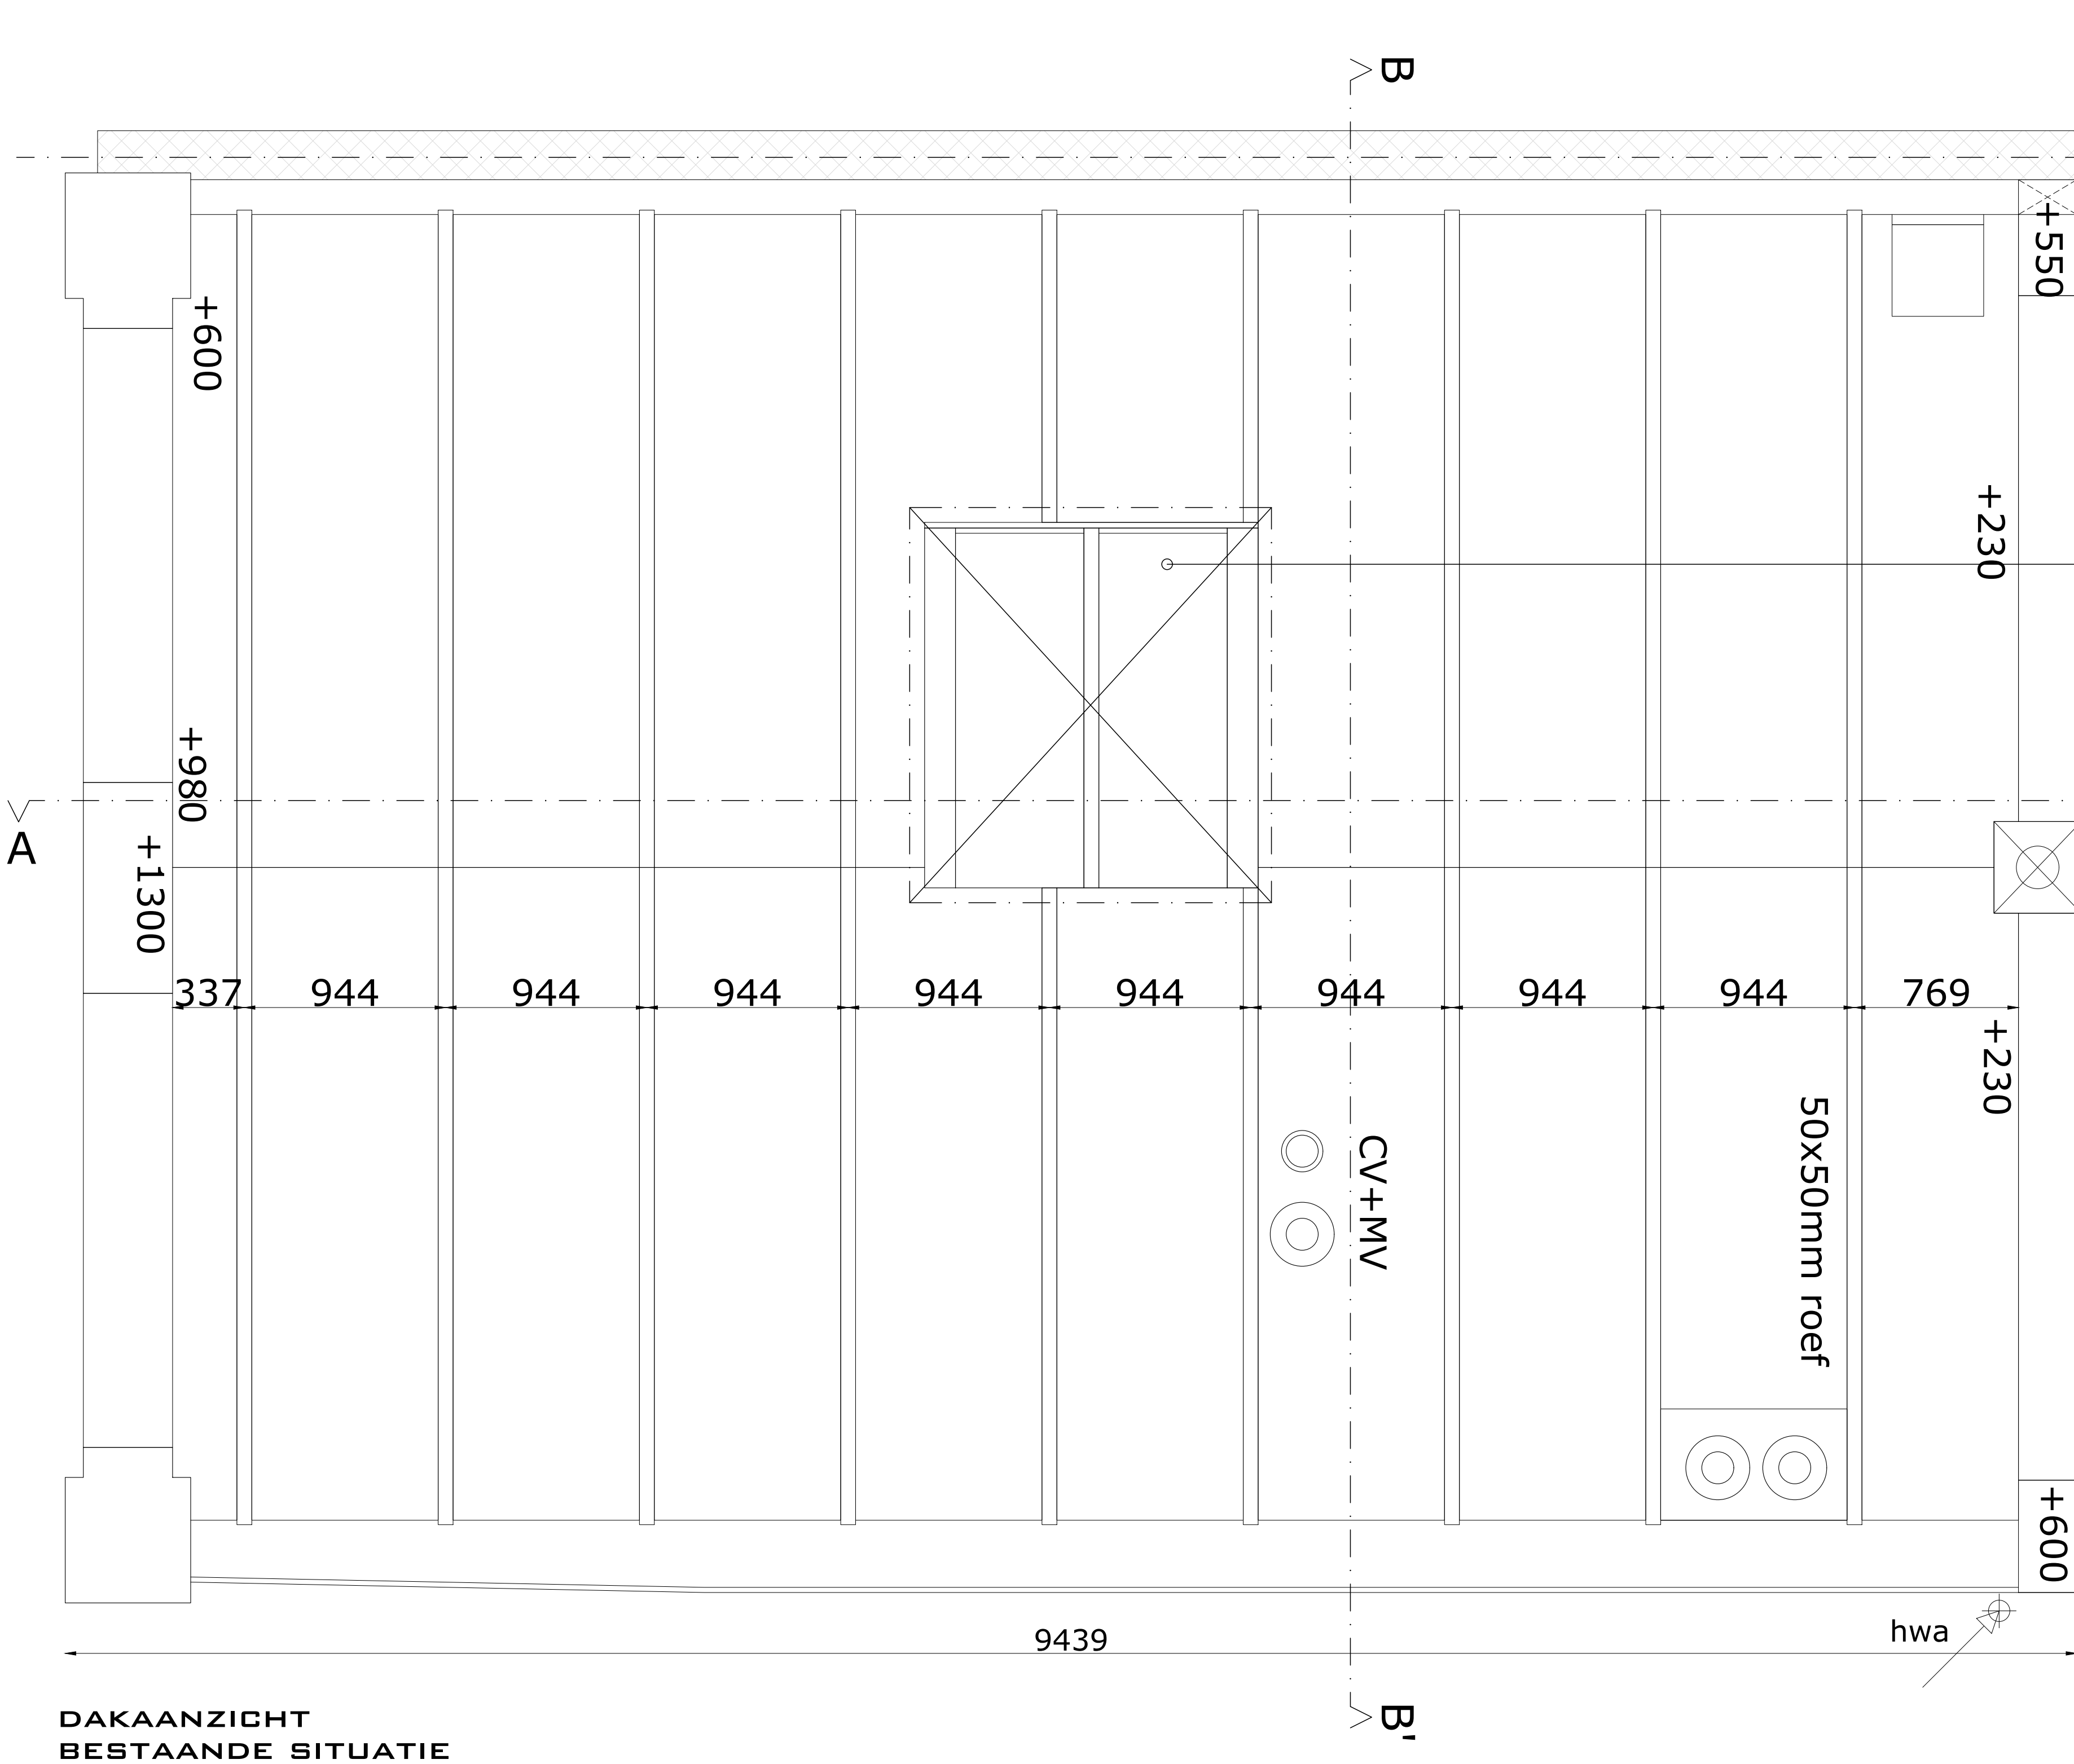 B
+550
+600
+230
+980
A
+1300
337 944 944 944 944 944 944 944 944 769
+230
50x50mm roef
CV+MV
+600
hwa
9439
B'
DAKAANZICHT
BESTAANDE SITUATIE